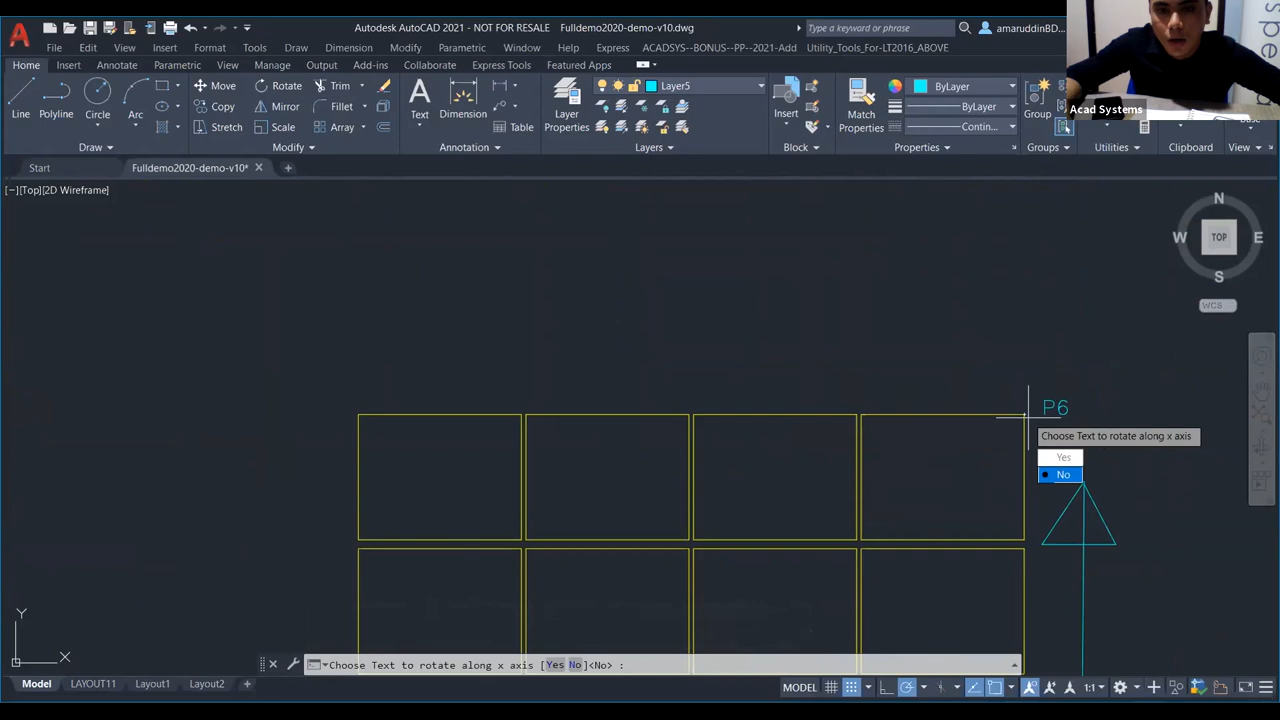 Autodesk AutoCAD 2021 - NOT FOR RESALE Fulldemo2020-demo-v10.dwg
Type a keyword or phrase
amaruddinBD...
File Edit View Insert Format Tools Draw Dimension Modify Parametric Window Help Express ACADSYS--BONUS--PP--2021-Add Utility_Tools_For-LT2016_ABOVE
Home Insert Annotate Parametric View Manage Output Add-ins Collaborate Express Tools Featured Apps
Line Polyline Circle Arc
Move Rotate Trim
Copy Mirror Fillet
Stretch Scale Array
Text Dimension Table
Layer Properties
Layer5
Insert
Match Properties
ByLayer
ByLayer
Contin...
Group
Acad Systems
Base
Draw Modify Annotation Layers Block Properties Groups Utilities Clipboard View
Start Fulldemo2020-demo-v10*
[−][Top][2D Wireframe]
N
W TOP E
S
WCS
P6
Choose Text to rotate along x axis
Yes
No
Y
X
Choose Text to rotate along x axis [Yes No]<No> :
Model LAYOUT11 Layout1 Layout2
MODEL 1:1